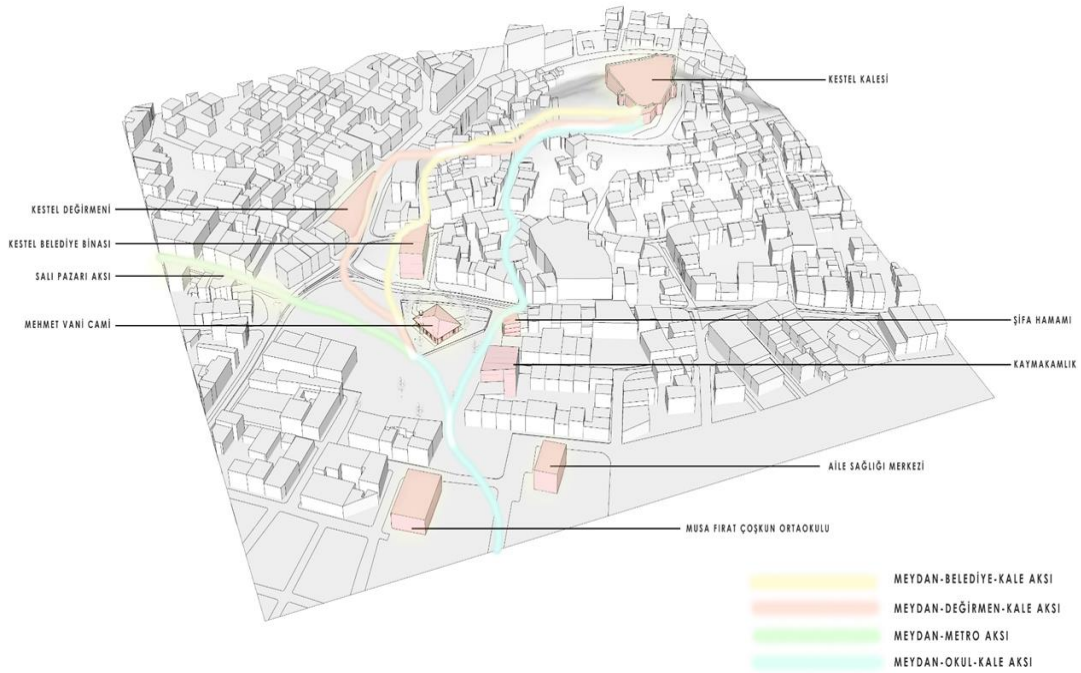 KESTEL KALESİ
KESTEL DEĞİRMENİ
KESTEL BELEDİYE BİNASI
SALI PAZARI AKSI
MEHMET VANİ CAMİ
ŞİFA HAMAMI
KAYMAKAMLIK
AİLE SAĞLIĞI MERKEZİ
MUSA FIRAT ÇOŞKUN ORTAOKULU
MEYDAN-BELEDİYE-KALE AKSI
MEYDAN-DEĞİRMEN-KALE AKSI
MEYDAN-METRO AKSI
MEYDAN-OKUL-KALE AKSI